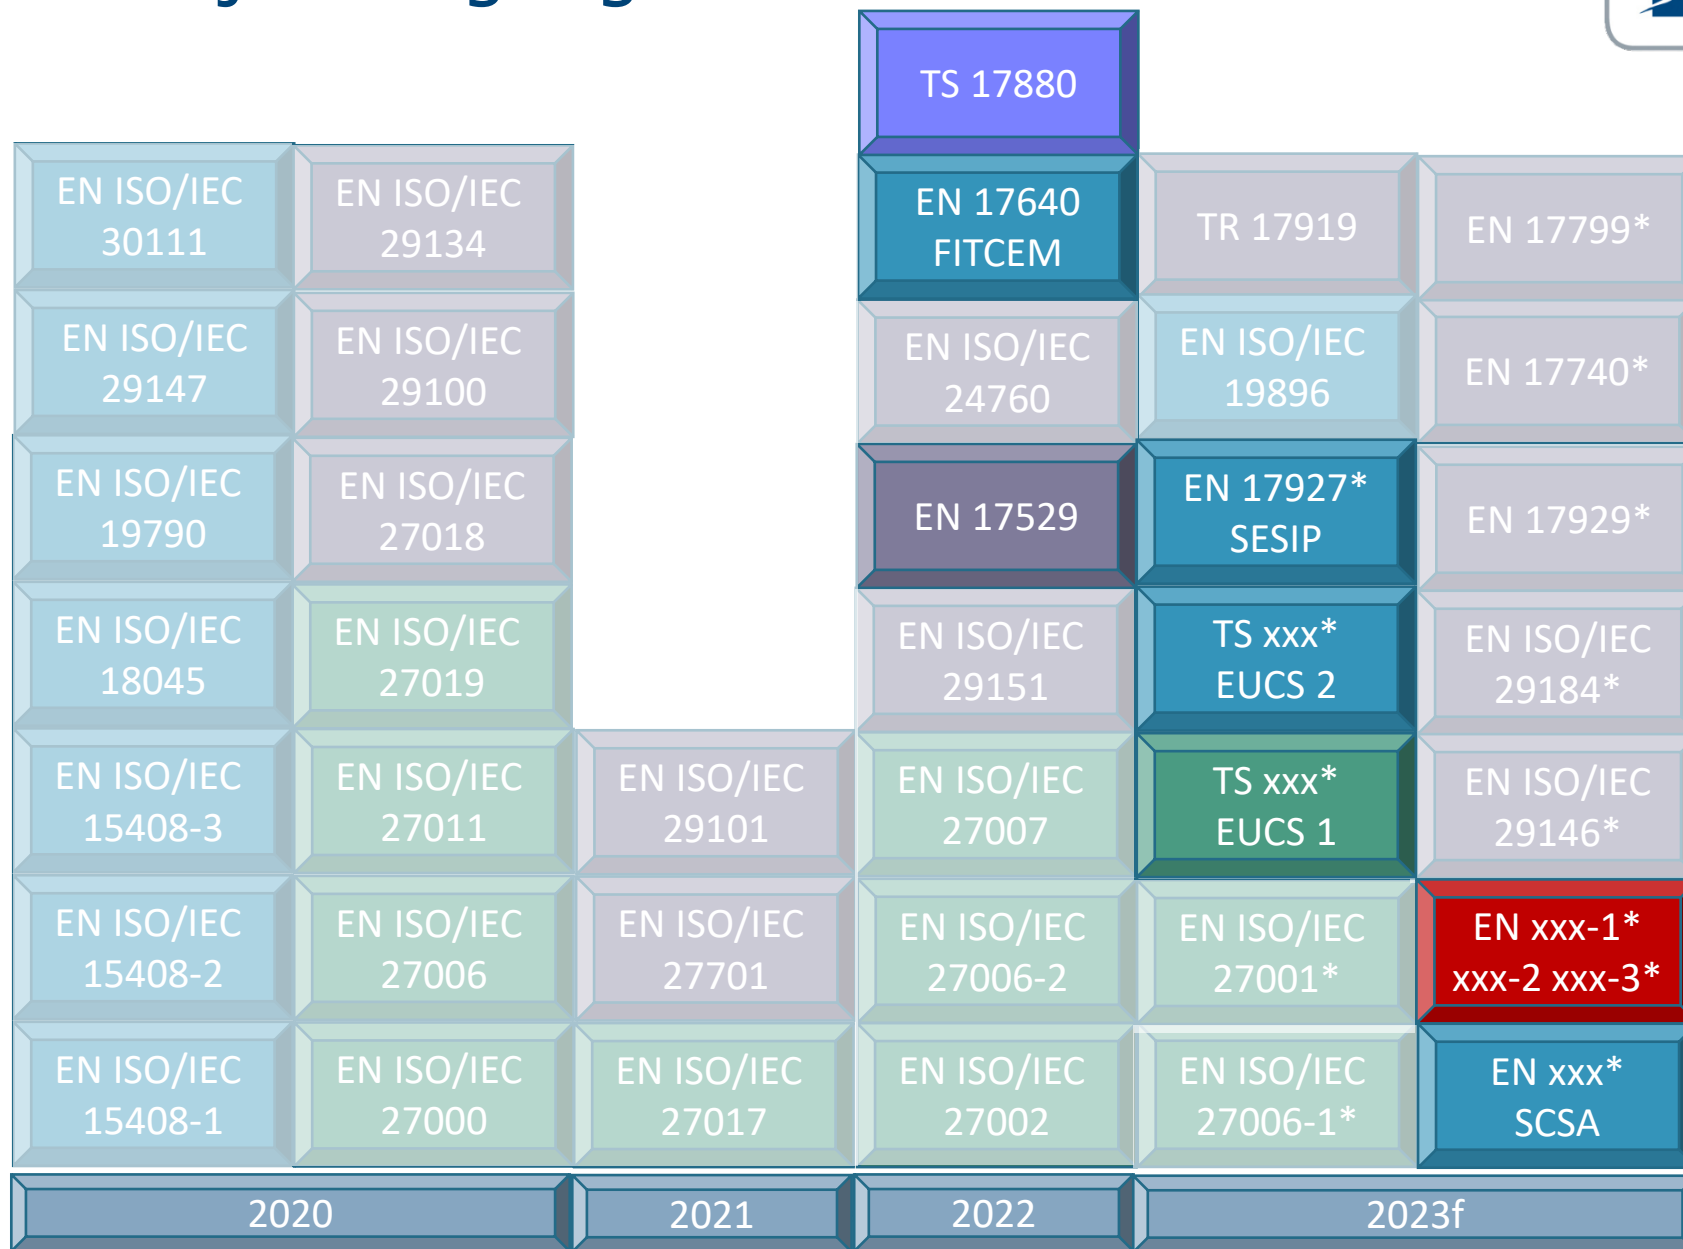 TS 17880
EN ISO/IEC
30111
EN ISO/IEC
29134
EN 17640
FITCEM
TR 17919
EN 17799*
EN ISO/IEC
29147
EN ISO/IEC
29100
EN ISO/IEC
24760
EN ISO/IEC
19896
EN 17740*
EN ISO/IEC
19790
EN ISO/IEC
27018
EN 17529
EN 17927*
SESIP
EN 17929*
EN ISO/IEC
18045
EN ISO/IEC
27019
EN ISO/IEC
29151
TS xxx*
EUCS 2
EN ISO/IEC
29184*
EN ISO/IEC
15408-3
EN ISO/IEC
27011
EN ISO/IEC
29101
EN ISO/IEC
27007
TS xxx*
EUCS 1
EN ISO/IEC
29146*
EN ISO/IEC
15408-2
EN ISO/IEC
27006
EN ISO/IEC
27701
EN ISO/IEC
27006-2
EN ISO/IEC
27001*
EN xxx-1*
xxx-2 xxx-3*
EN ISO/IEC
15408-1
EN ISO/IEC
27000
EN ISO/IEC
27017
EN ISO/IEC
27002
EN ISO/IEC
27006-1*
EN xxx*
SCSA
2020
2021
2022
2023f